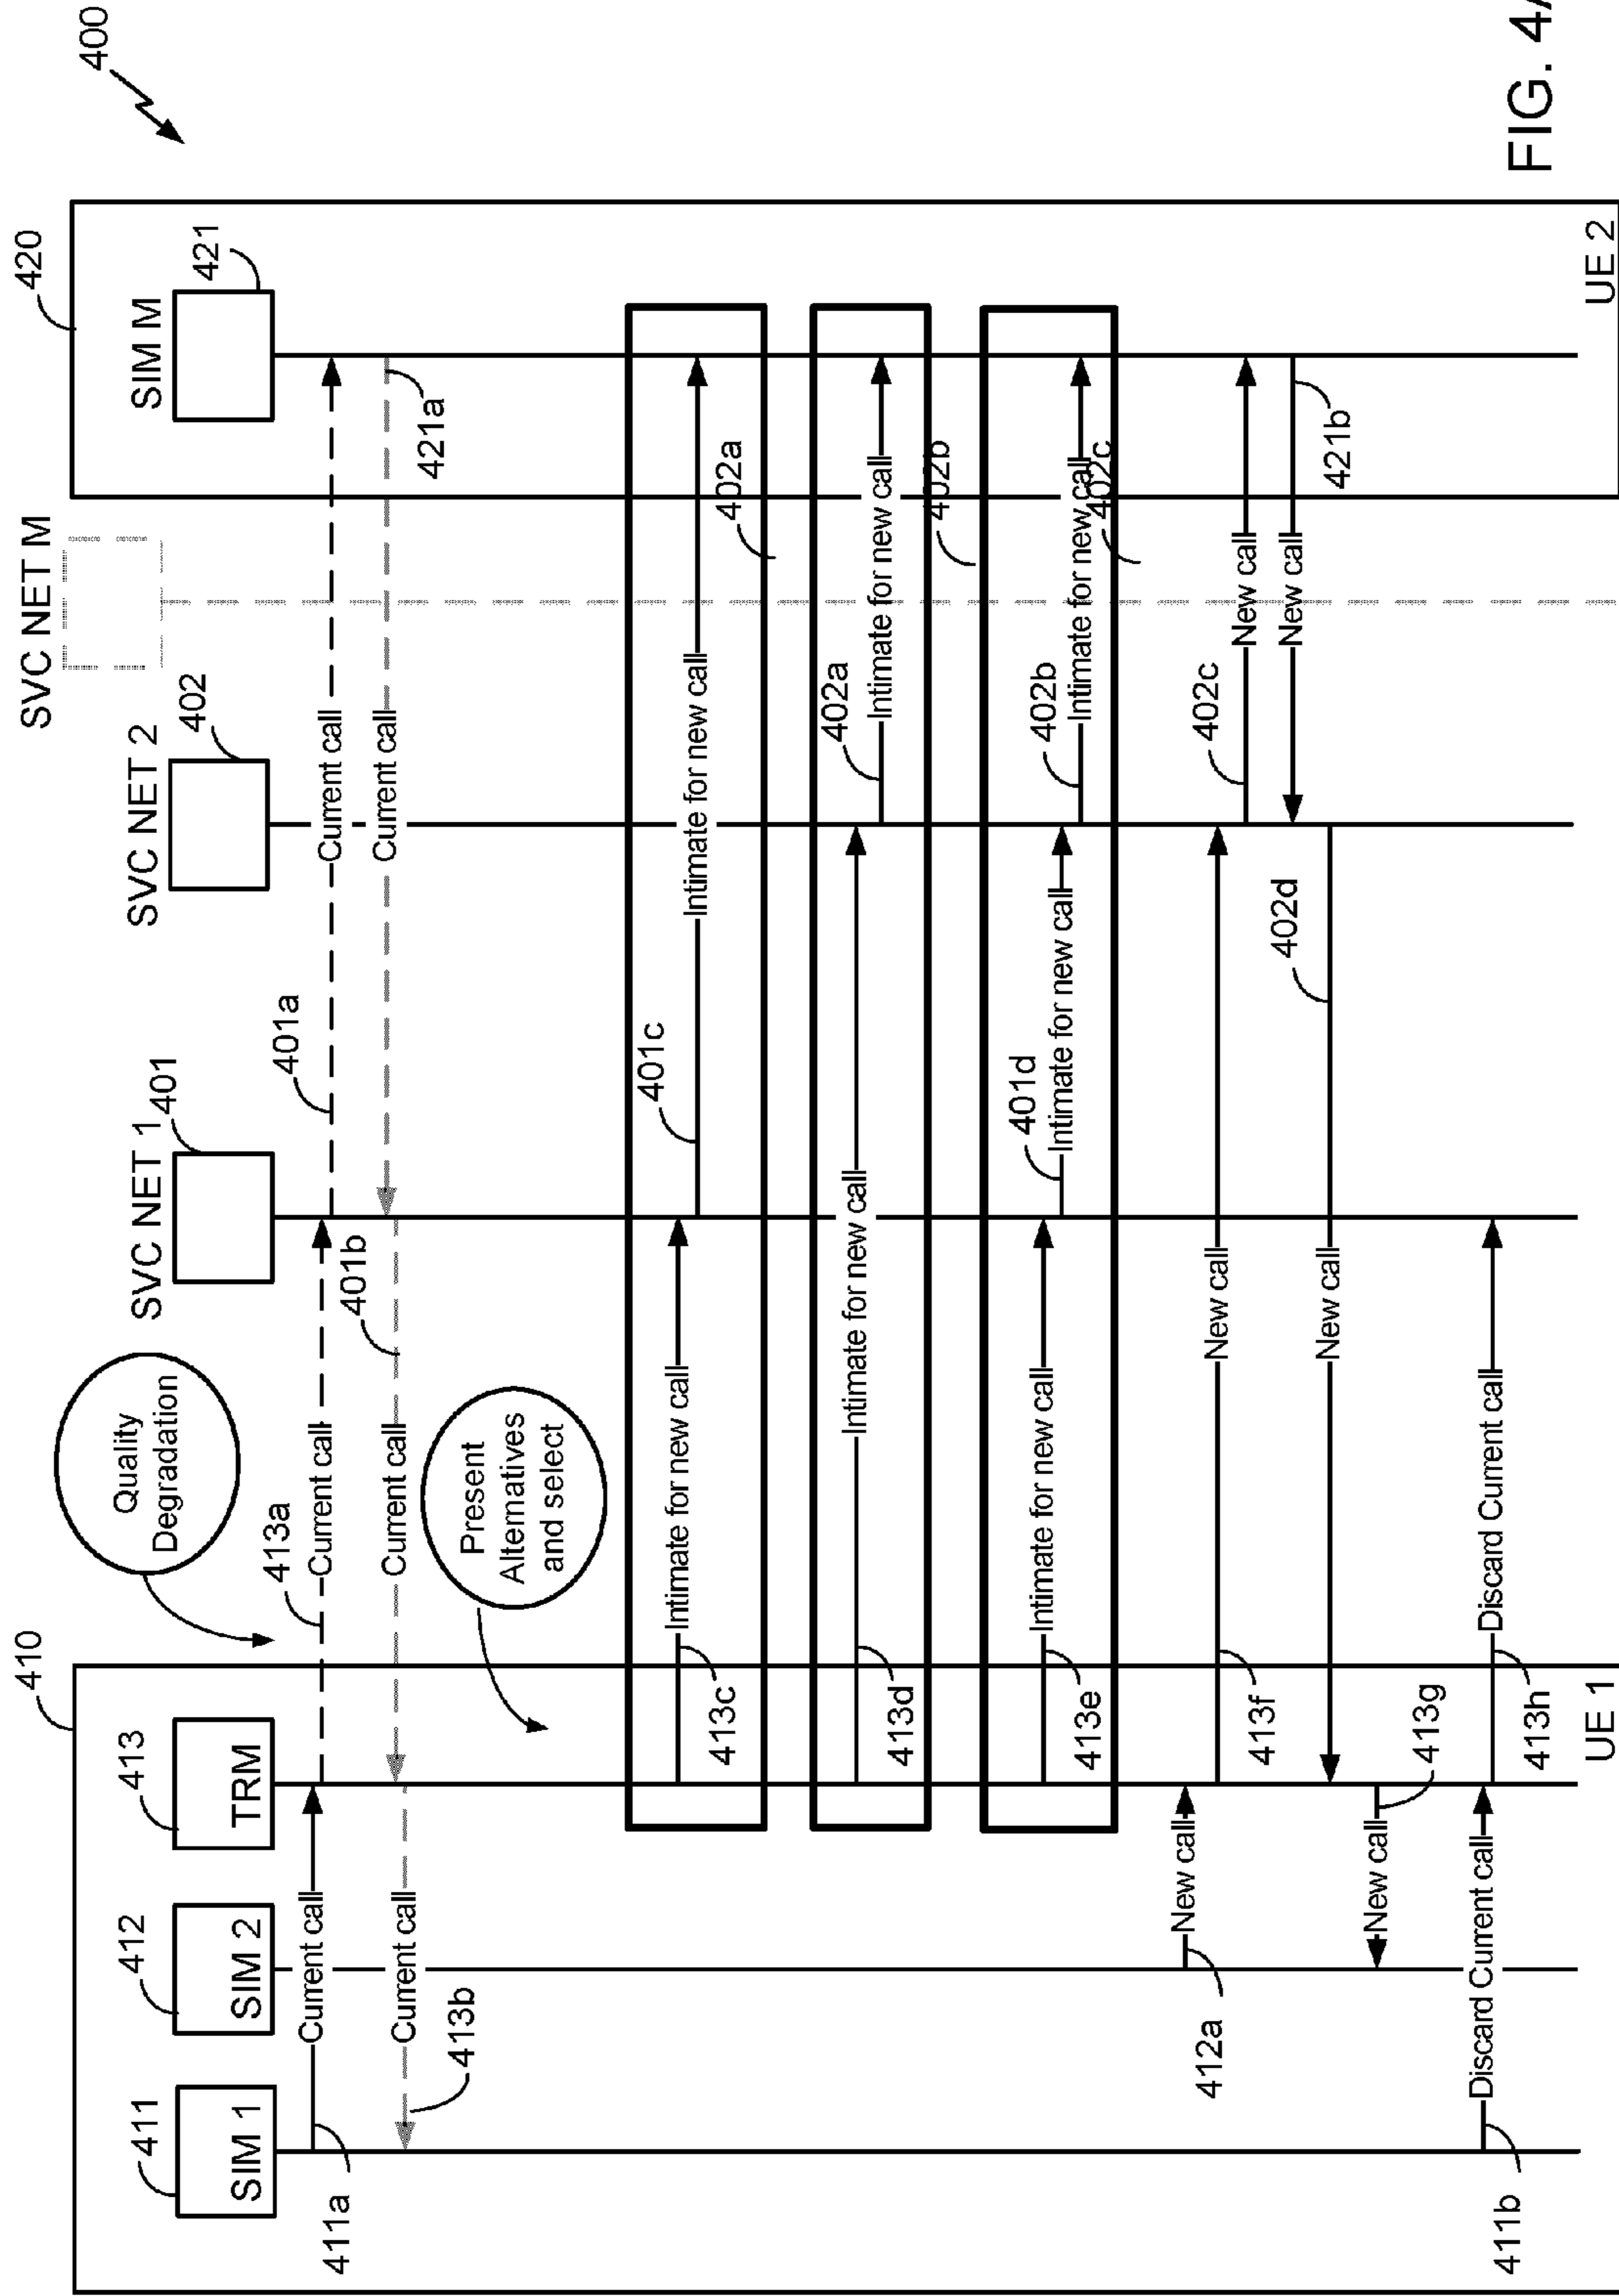 400
FIG. 4A
410
420
SVC NET M
411
SIM 1
412
SIM 2
413
TRM
SVC NET 1
401
SVC NET 2
402
SIM M
421
Quality
Degradation
411a
Current call
413a
Current call
401a
Current call
Current call
421a
Current call
401b
Current call
413b
Present
Alternatives
and select
413c
Intimate for new call
401c
Intimate for new call
402a
413d
Intimate for new call
402a
Intimate for new call
402b
413e
Intimate for new call
401d
Intimate for new call
402b
Intimate for new call
402c
412a
New call
413f
New call
402c
New call
New call
421b
402d
New call
413g
New call
411b
Discard Current call
413h
Discard Current call
UE 1
UE 2